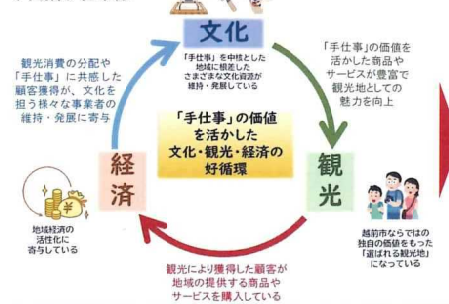 文化
「手仕事」を中核とした
地域に根差した
さまざまな文化資源が
維持・発展している
観光消費の分配や
「手仕事」に共感した
顧客獲得が、文化を
担う様々な事業者の
維持・発展に寄与
「手仕事」の価値を
活かした商品や
サービスが豊富で
観光地としての
魅力を向上
「手仕事」の価値
を活かした
文化・観光・経済の
好循環
経済
観光
地域経済の
活性化に
寄与している
越前市ならではの
独自の価値をもった
「選ばれる観光地」
になっている
観光により獲得した顧客が
地域の提供する商品や
サービスを購入している